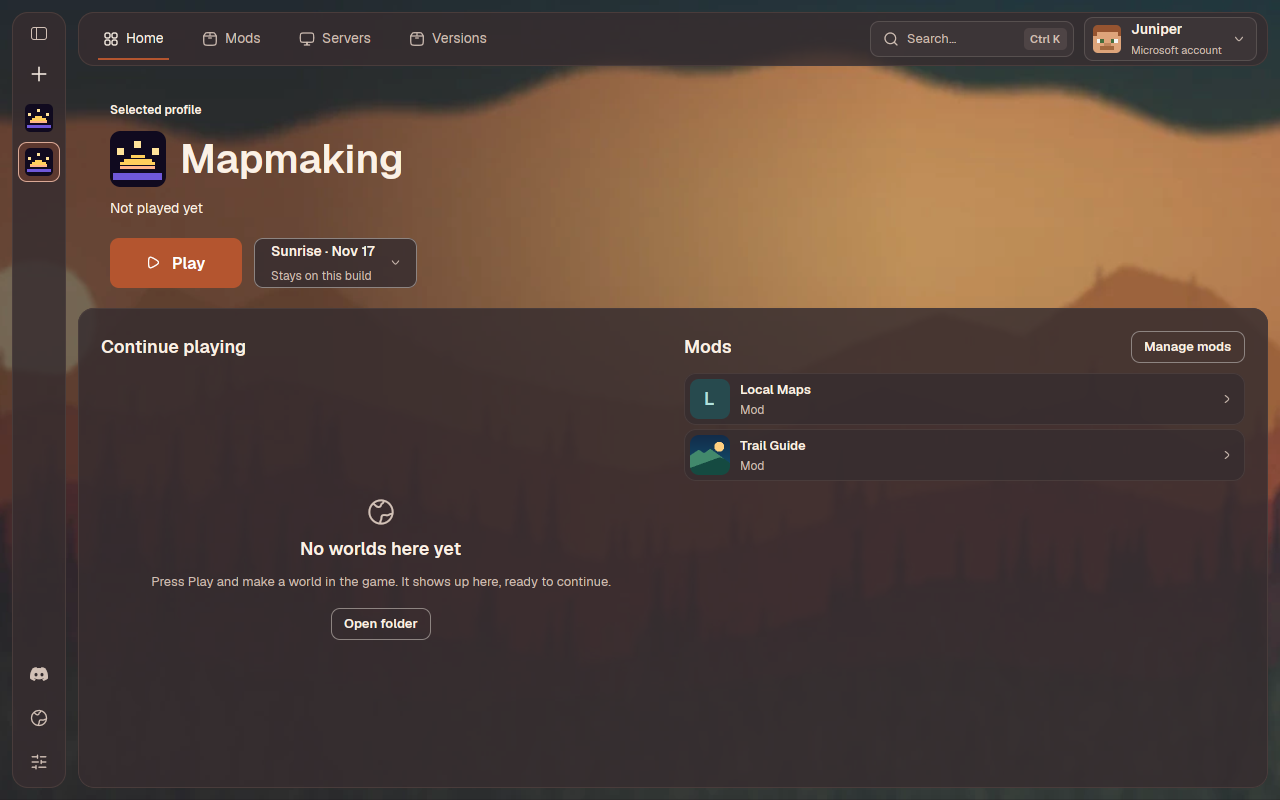 Home
Mods
Servers
Versions
Search...
Ctrl K
Juniper
Microsoft account
Selected profile
Mapmaking
Not played yet
Play
Sunrise · Nov 17
Stays on this build
Continue playing
No worlds here yet
Press Play and make a world in the game. It shows up here, ready to continue.
Open folder
Mods
Manage mods
L
Local Maps
Mod
Trail Guide
Mod